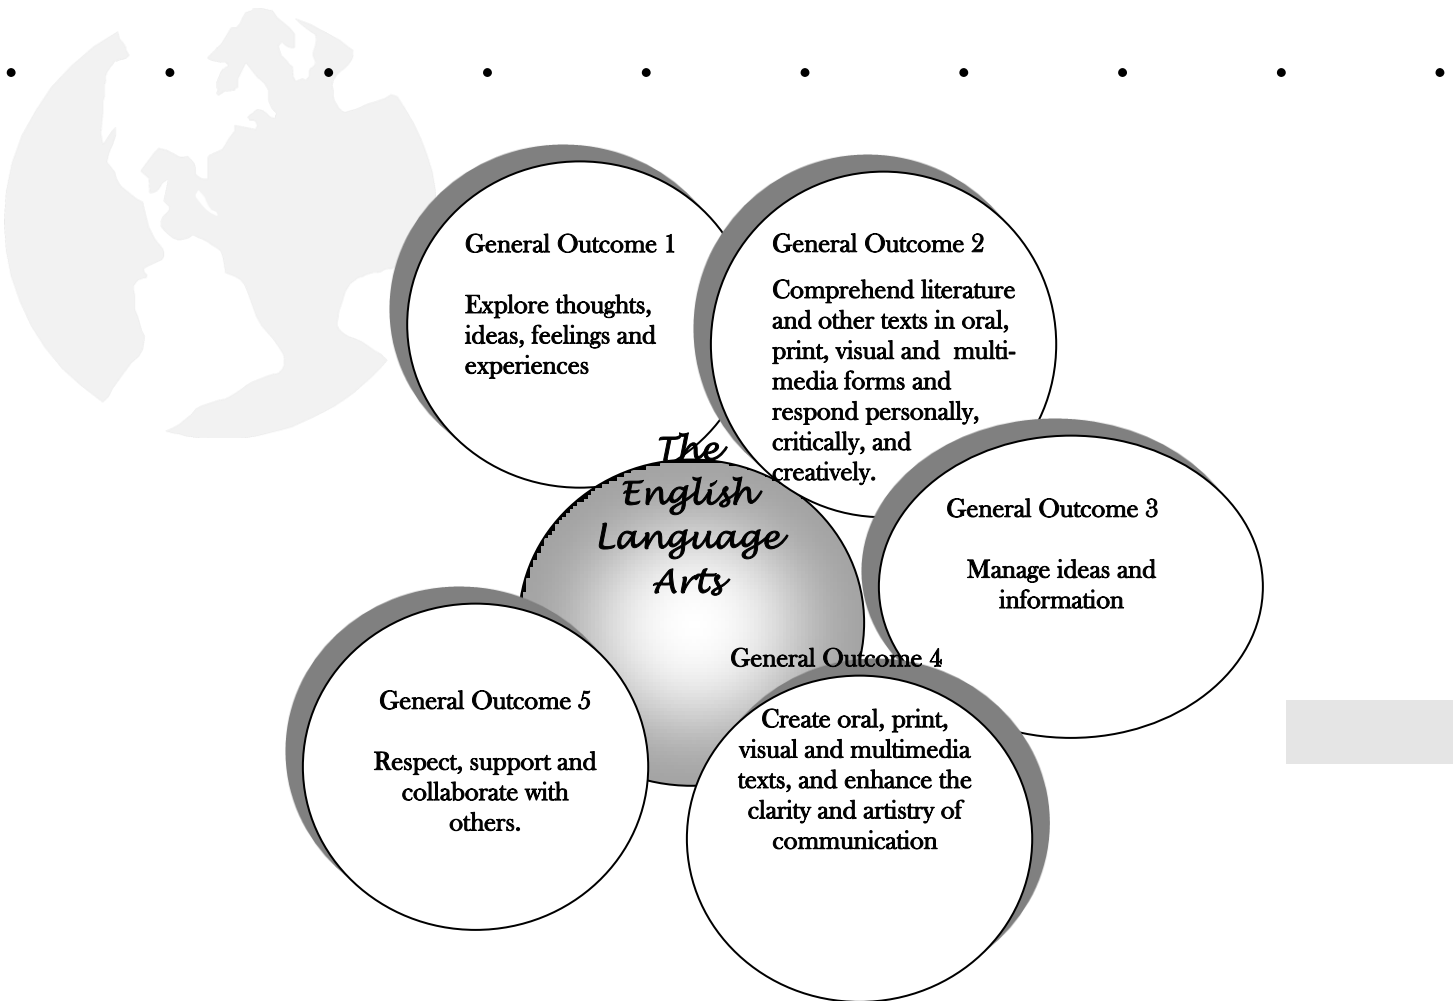 General Outcome 1
Explore thoughts,
ideas, feelings and
experiences
General Outcome 2
Comprehend literature
and other texts in oral,
print, visual and  multi-
media forms and
respond personally,
critically, and
creatively.
The
English
Language
Arts
General Outcome 3
Manage ideas and
information
General Outcome 4
Create oral, print,
visual and multimedia
texts, and enhance the
clarity and artistry of
communication
General Outcome 5
Respect, support and
collaborate with
others.